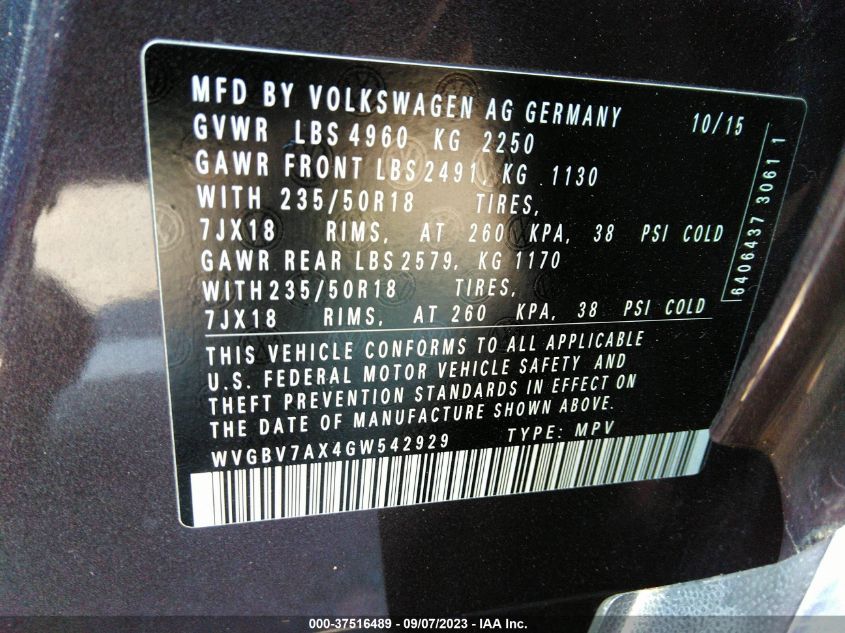 MFD BY VOLKSWAGEN AG GERMANY 10/15
GVWR LBS 4960 KG 2250
GAWR FRONT LBS 2491, KG 1130
WITH 235/50R18 TIRES,
7JX18 RIMS, AT 260 KPA, 38 PSI COLD
GAWR REAR LBS 2579, KG 1170
WITH 235/50R18 TIRES,
7JX18 RIMS, AT 260 KPA, 38 PSI COLD
THIS VEHICLE CONFORMS TO ALL APPLICABLE
U.S. FEDERAL MOTOR VEHICLE SAFETY AND
THEFT PREVENTION STANDARDS IN EFFECT ON
THE DATE OF MANUFACTURE SHOWN ABOVE.
WVGBV7AX4GW542929 TYPE: MPV
6406437 3061 1
000-37516489 - 09/07/2023 - IAA Inc.